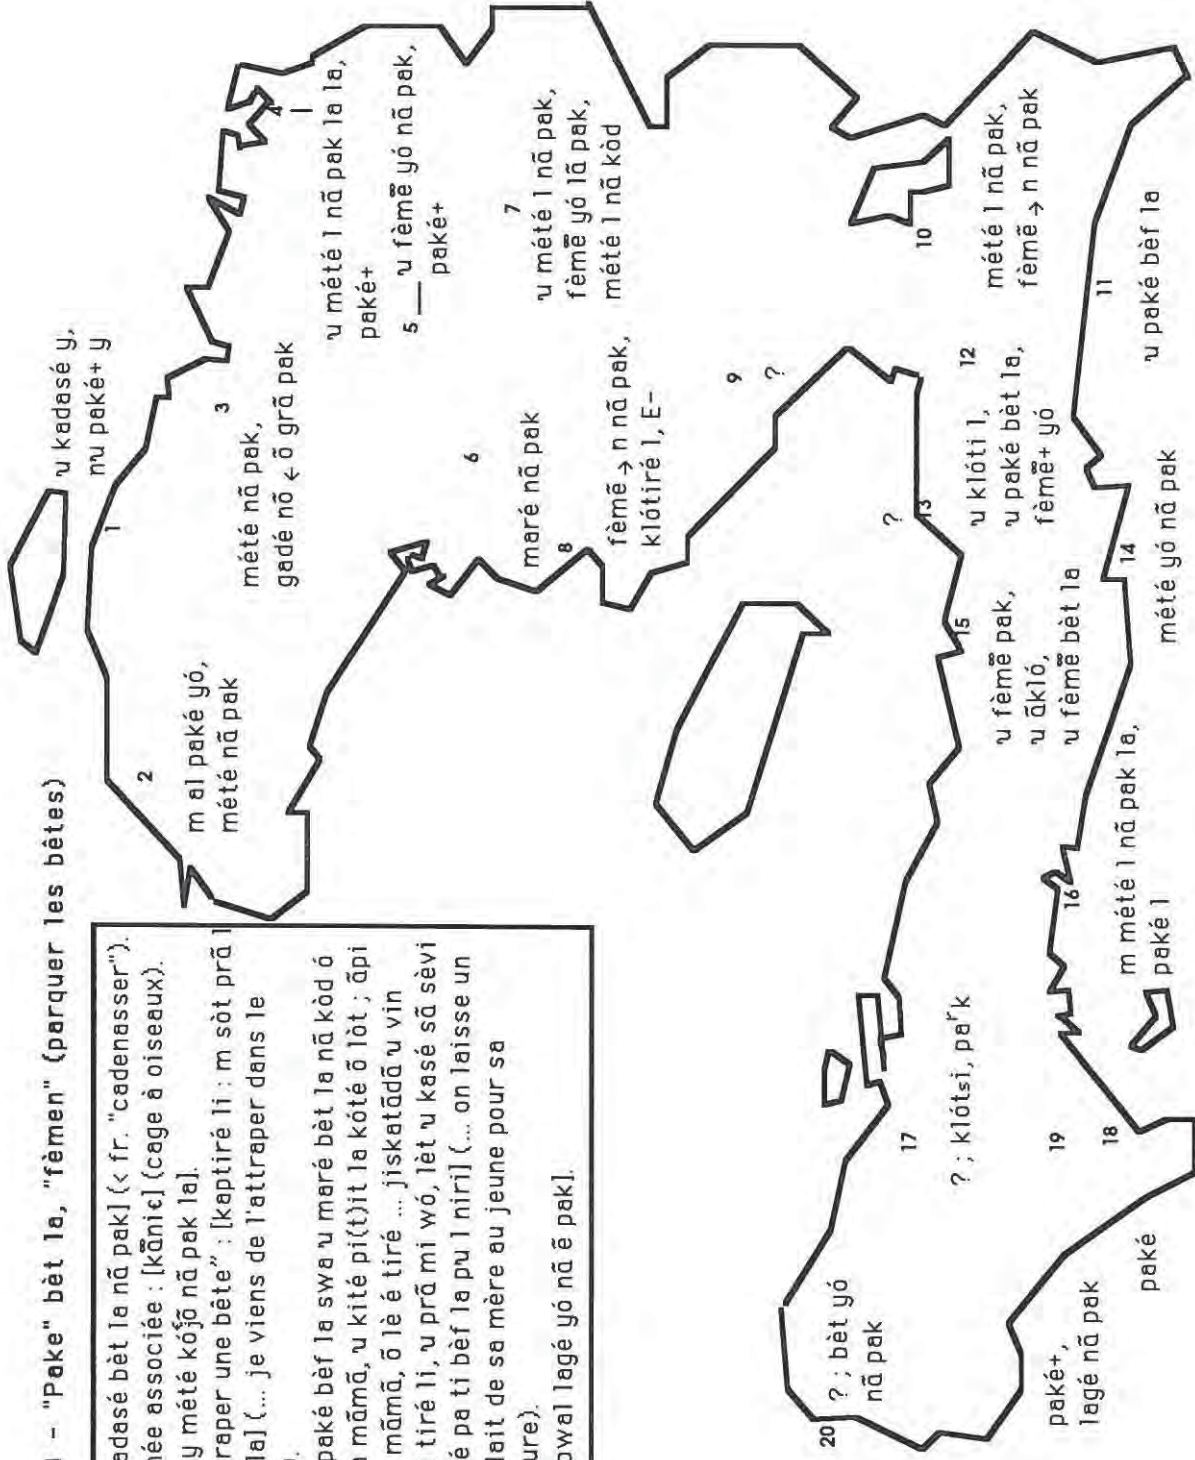 – "Pake" bèt la, "fèmen" (parquer les bêtes)
adasé bèt la nã pak] (< fr. "cadenasser").
née associée : [kãniɛ] (cage à oiseaux).
y mété kóʃõ nã pak la].
raper une bête" : [kaptiré li : m sòt prã l
la] (... je viens de l'attraper dans le
).
paké bèf la swa u maré bèt la nã kòd ó
mãmã, u kité pi(t)it la kóté õ lòt ; ãpi
mãmã, õ lè é tiré ... jiskatãdã u vin
tiré li, u prã mi wó, lèt u kasé sã sèvi
é pa ti bèf la pu l niri] (... on laisse un
lait de sa mère au jeune pour sa
ure).
owal lagé yó nã ẽ pak].
u kadasé y,
nu paké+ y
1
2
m al paké yó,
mété nã pak
3
mété nã pak,
gadé nõ ← õ grã pak
4
u mété l nã pak la la,
paké+
5 u fèmẽ yó nã pak,
paké+
6
maré nã pak
7
u mété l nã pak,
fèmẽ yó lã pak,
mété l nã kòd
8
fèmẽ → n nã pak,
klótiré l, E-
9
?
10
mété l nã pak,
fèmẽ → n nã pak
11
u paké bèf la
12
u klóti l,
u paké bèt la,
fèmẽ+ yó
13
?
14
mété yó nã pak
15
u fèmẽ pak,
u ãkló,
u fèmẽ bèt la
16
m mété l nã pak la,
paké l
17
? ; klótsi, paʳk
18
paké
19
paké+,
lagé nã pak
20
? ; bèt yó
nã pak